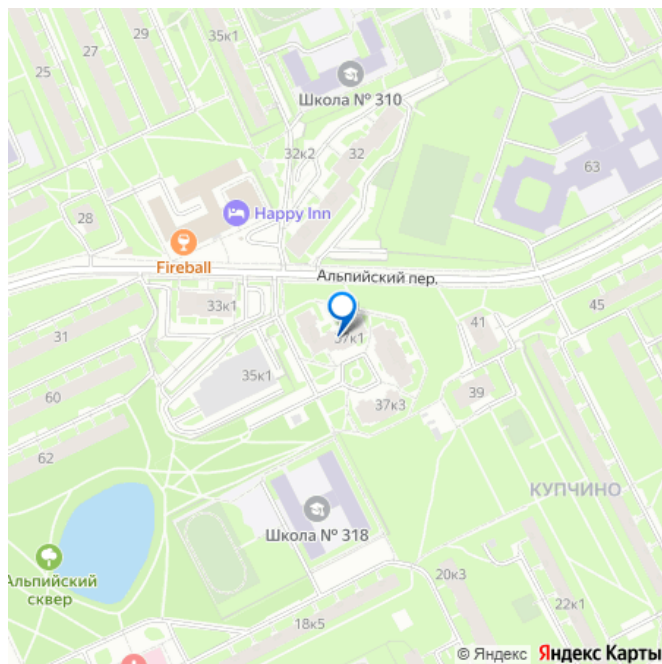 29
35к1
27
25
Школа № 310
32к2
32
63
28
Happy Inn
Fireball
Альпийский пер.
33к1
45
31
41
37к1
35к1
60
39
37к3
62
КУПЧИНО
Школа № 318
Альпийский
сквер
20к3
22к1
18к5
© Яндекс Яндекс Карты